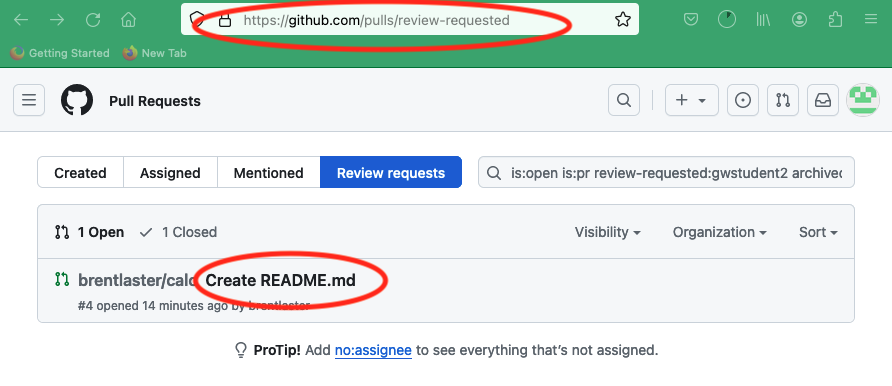 https://github.com/pulls/review-requested
Getting Started New Tab
Pull Requests
Created Assigned Mentioned Review requests is:open is:pr review-requested:gwstudent2 archived
1 Open 1 Closed Visibility Organization Sort
brentlaster/calc Create README.md
#4 opened 14 minutes ago by brentlaster
ProTip! Add no:assignee to see everything that's not assigned.